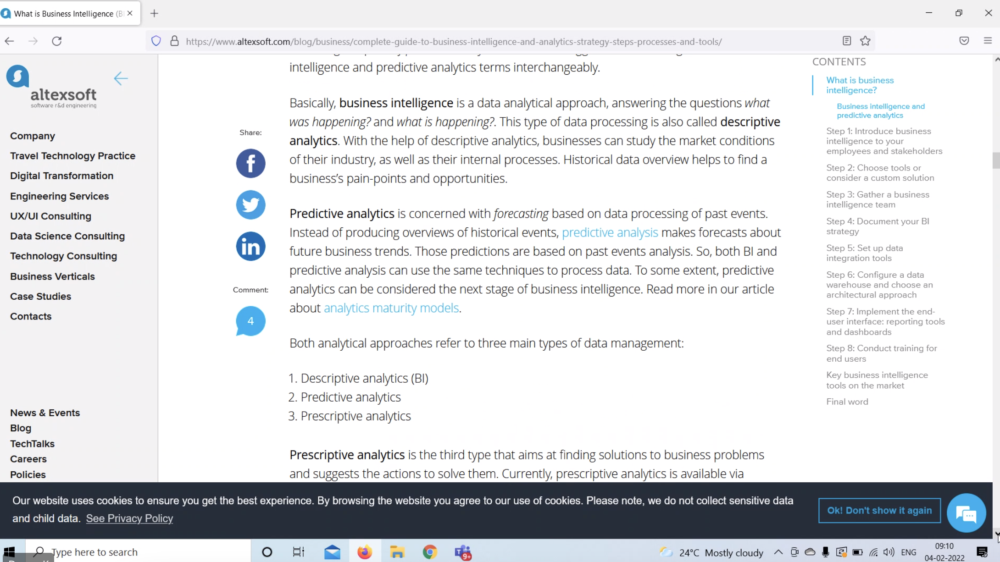 What is Business Intelligence (BI
https://www.altexsoft.com/blog/business/complete-guide-to-business-intelligence-and-analytics-strategy-steps-processes-and-tools/
altexsoft
software r&d engineering
Company
Travel Technology Practice
Digital Transformation
Engineering Services
UX/UI Consulting
Data Science Consulting
Technology Consulting
Business Verticals
Case Studies
Contacts
News & Events
Blog
TechTalks
Careers
Policies
Share:
Comment:
4
intelligence and predictive analytics terms interchangeably.
Basically, business intelligence is a data analytical approach, answering the questions what
was happening? and what is happening?. This type of data processing is also called descriptive
analytics. With the help of descriptive analytics, businesses can study the market conditions
of their industry, as well as their internal processes. Historical data overview helps to find a
business's pain-points and opportunities.
Predictive analytics is concerned with forecasting based on data processing of past events.
Instead of producing overviews of historical events, predictive analysis makes forecasts about
future business trends. Those predictions are based on past events analysis. So, both BI and
predictive analysis can use the same techniques to process data. To some extent, predictive
analytics can be considered the next stage of business intelligence. Read more in our article
about analytics maturity models.
Both analytical approaches refer to three main types of data management:
1. Descriptive analytics (BI)
2. Predictive analytics
3. Prescriptive analytics
Prescriptive analytics is the third type that aims at finding solutions to business problems
and suggests the actions to solve them. Currently, prescriptive analytics is available via
CONTENTS
What is business
intelligence?
Business intelligence and
predictive analytics
Step 1: Introduce business
intelligence to your
employees and stakeholders
Step 2: Choose tools or
consider a custom solution
Step 3: Gather a business
intelligence team
Step 4: Document your BI
strategy
Step 5: Set up data
integration tools
Step 6: Configure a data
warehouse and choose an
architectural approach
Step 7: Implement the end-
user interface: reporting tools
and dashboards
Step 8: Conduct training for
end users
Key business intelligence
tools on the market
Final word
Our website uses cookies to ensure you get the best experience. By browsing the website you agree to our use of cookies. Please note, we do not collect sensitive data
and child data. See Privacy Policy
Ok! Don't show it again
Type here to search
9+
24°C Mostly cloudy
ENG
09:10
04-02-2022